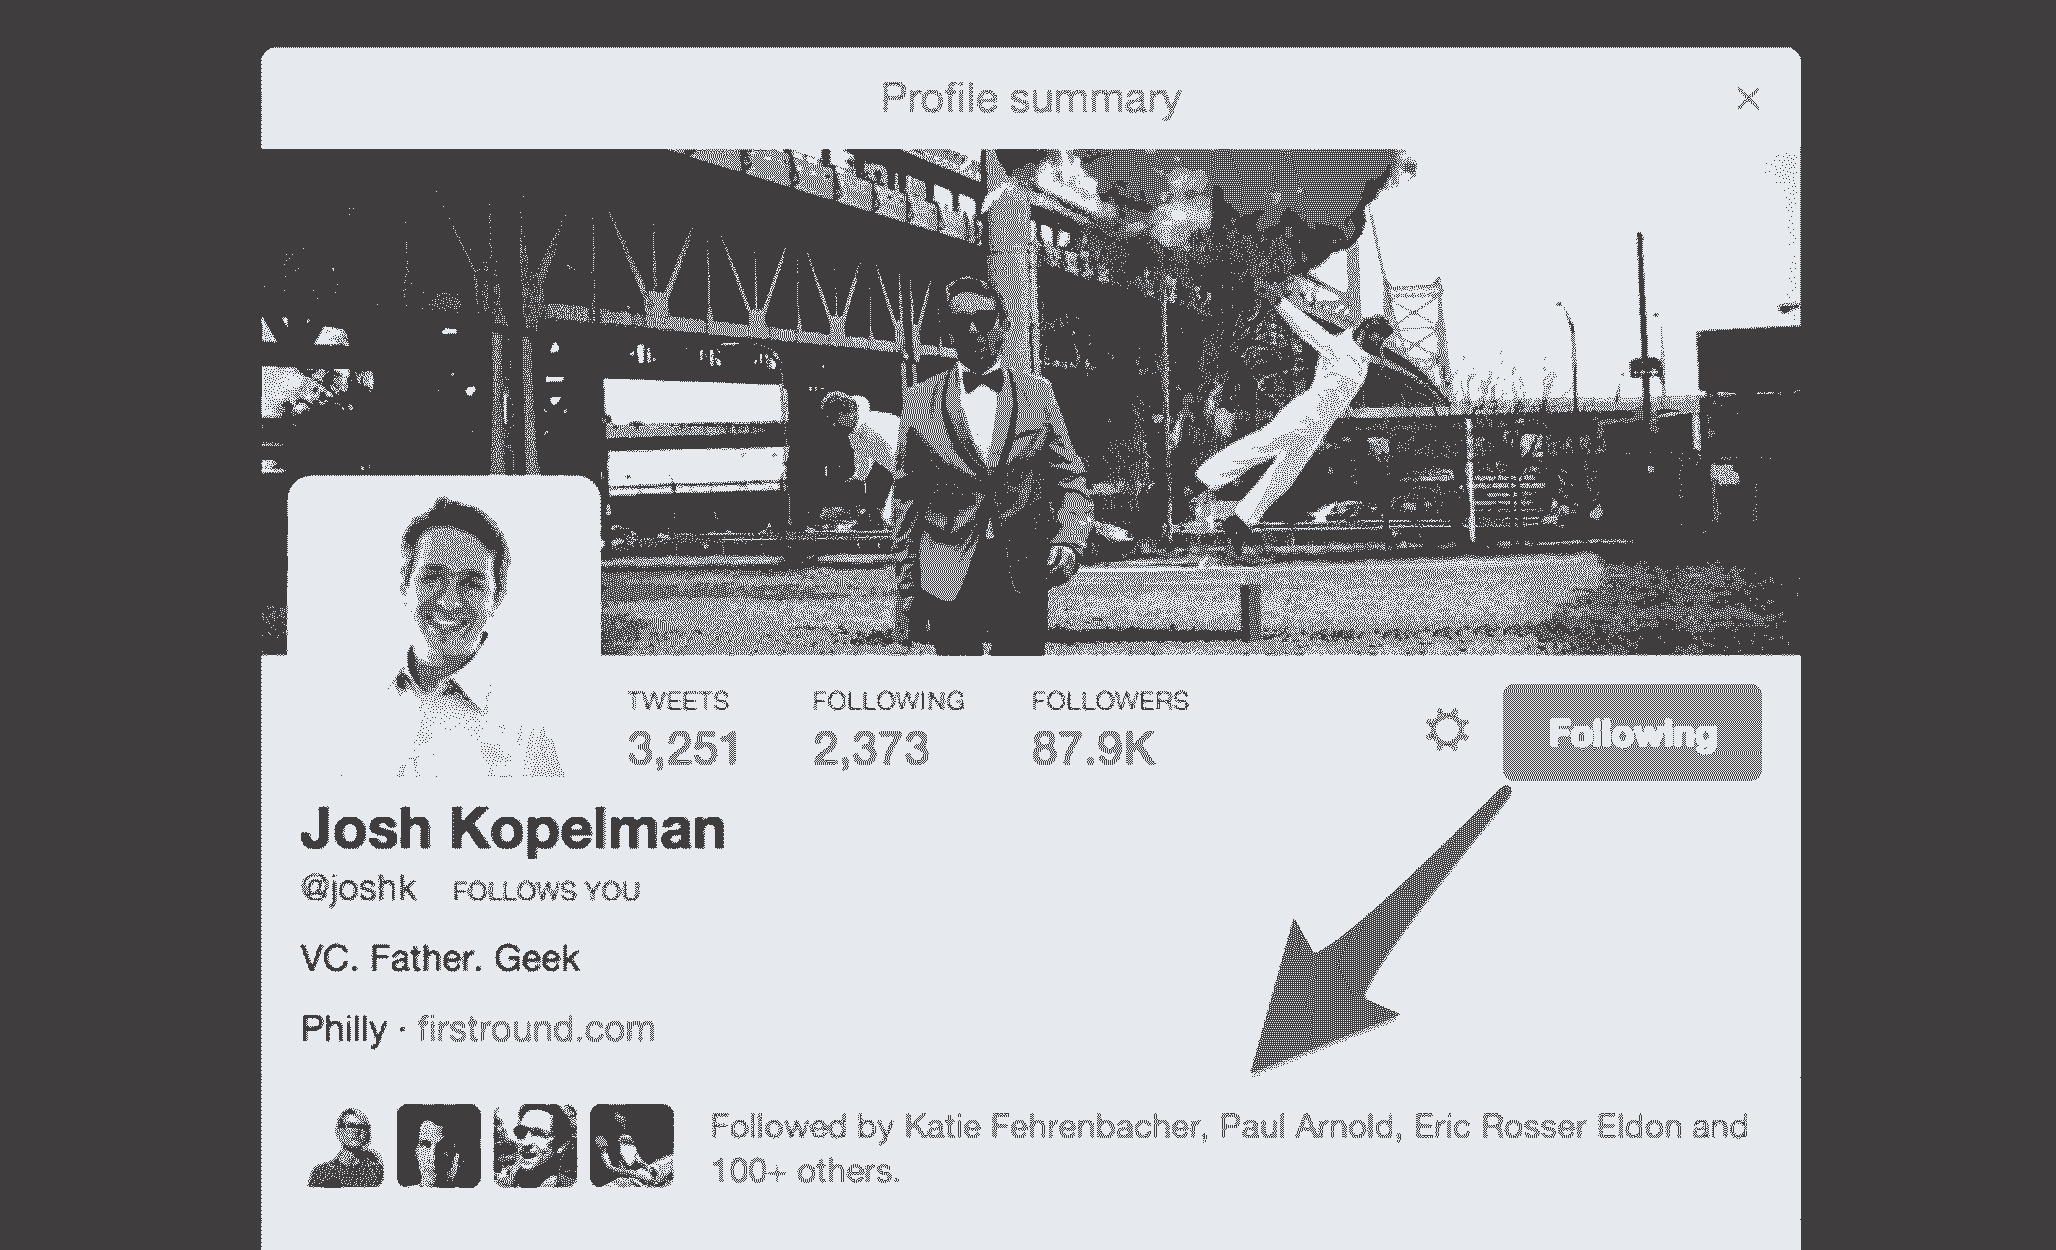 Profile summary
TWEETS FOLLOWING FOLLOWERS
3,251 2,373 87.9K
Following
Josh Kopelman
@joshk FOLLOWS YOU
VC. Father. Geek
Philly · firstround.com
Followed by Katie Fehrenbacher, Paul Arnold, Eric Rosser Eldon and
100+ others.